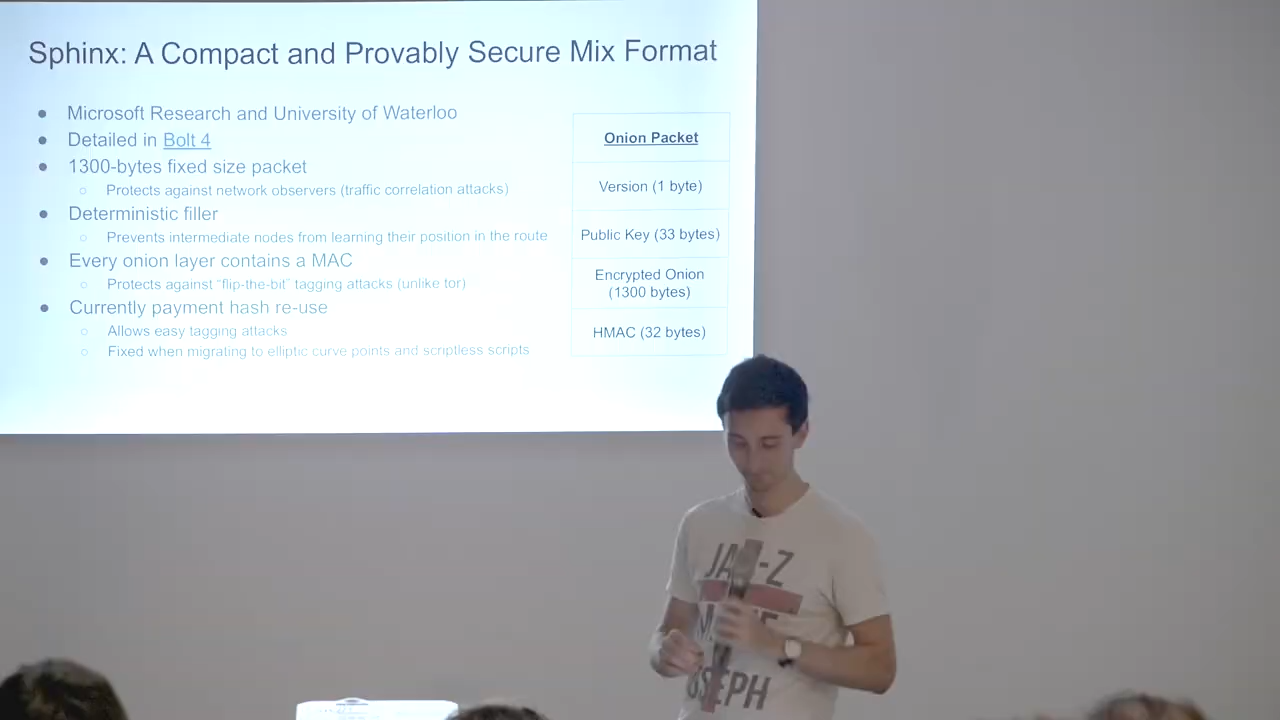 Sphinx: A Compact and Provably Secure Mix Format
Microsoft Research and University of Waterloo
Detailed in Bolt 4
1300-bytes fixed size packet
Protects against network observers (traffic correlation attacks)
Deterministic filler
Prevents intermediate nodes from learning their position in the route
Every onion layer contains a MAC
Protects against "flip-the-bit" tagging attacks (unlike tor)
Currently payment hash re-use
Allows easy tagging attacks
Fixed when migrating to elliptic curve points and scriptless scripts
Onion Packet
Version (1 byte)
Public Key (33 bytes)
Encrypted Onion
(1300 bytes)
HMAC (32 bytes)